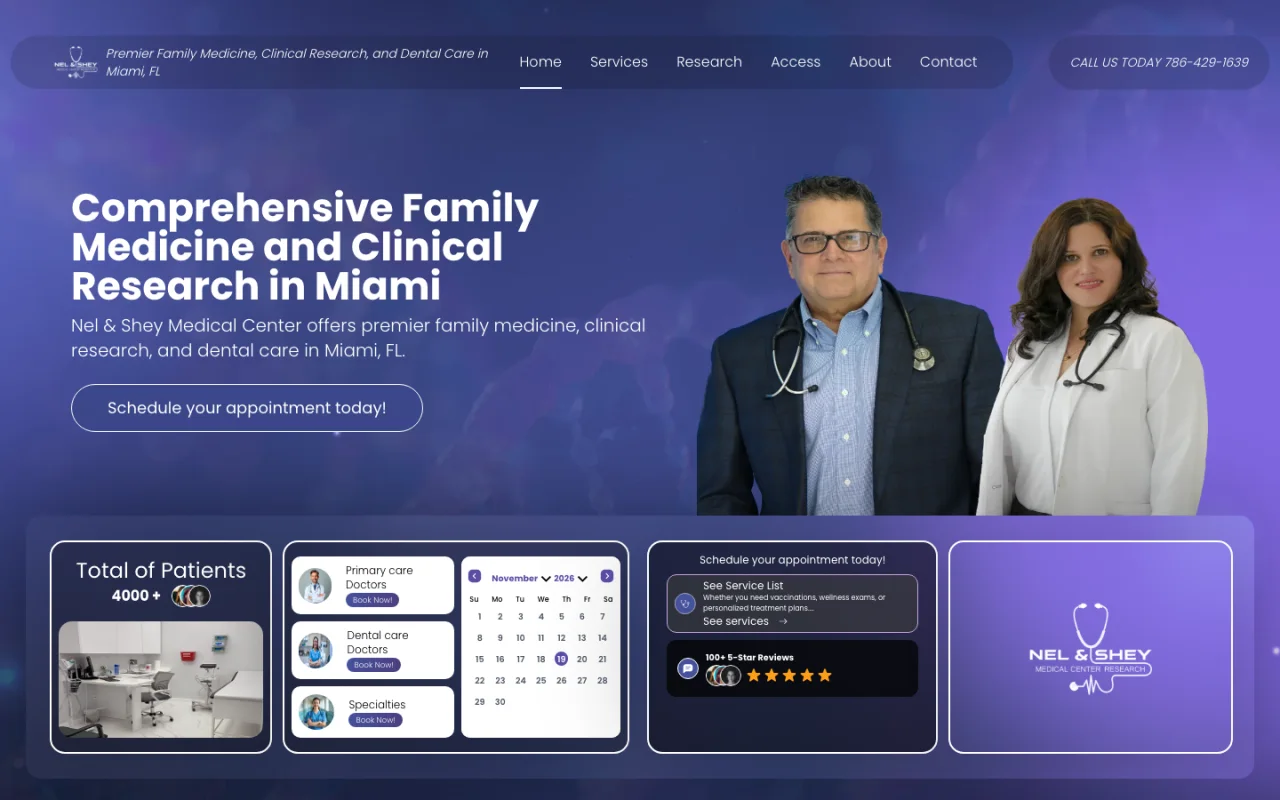 NEL & SHEY
Premier Family Medicine, Clinical Research, and Dental Care in
Miami, FL
Home
Services
Research
Access
About
Contact
CALL US TODAY 786-429-1639
Comprehensive Family
Medicine and Clinical
Research in Miami
Nel & Shey Medical Center offers premier family medicine, clinical
research, and dental care in Miami, FL.
Schedule your appointment today!
Total of Patients
4000 +
Primary care
Doctors
Book Now!
Dental care
Doctors
Book Now!
Specialties
Book Now!
November 2026
Su Mo Tu We Th Fr Sa
1 2 3 4 5 6 7
8 9 10 11 12 13 14
15 16 17 18 19 20 21
22 23 24 25 26 27 28
29 30
Schedule your appointment today!
See Service List
Whether you need vaccinations, wellness exams, or
personalized treatment plans...
See services →
100+ 5-Star Reviews
NEL & SHEY
MEDICAL CENTER RESEARCH